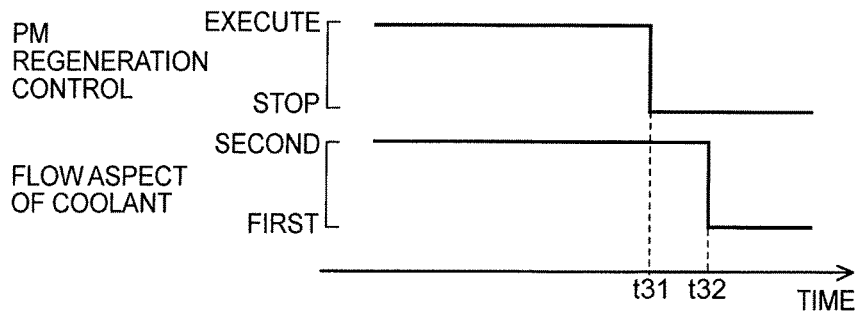 PM
REGENERATION
CONTROL
EXECUTE
STOP
FLOW ASPECT
OF COOLANT
SECOND
FIRST
t31 t32
TIME